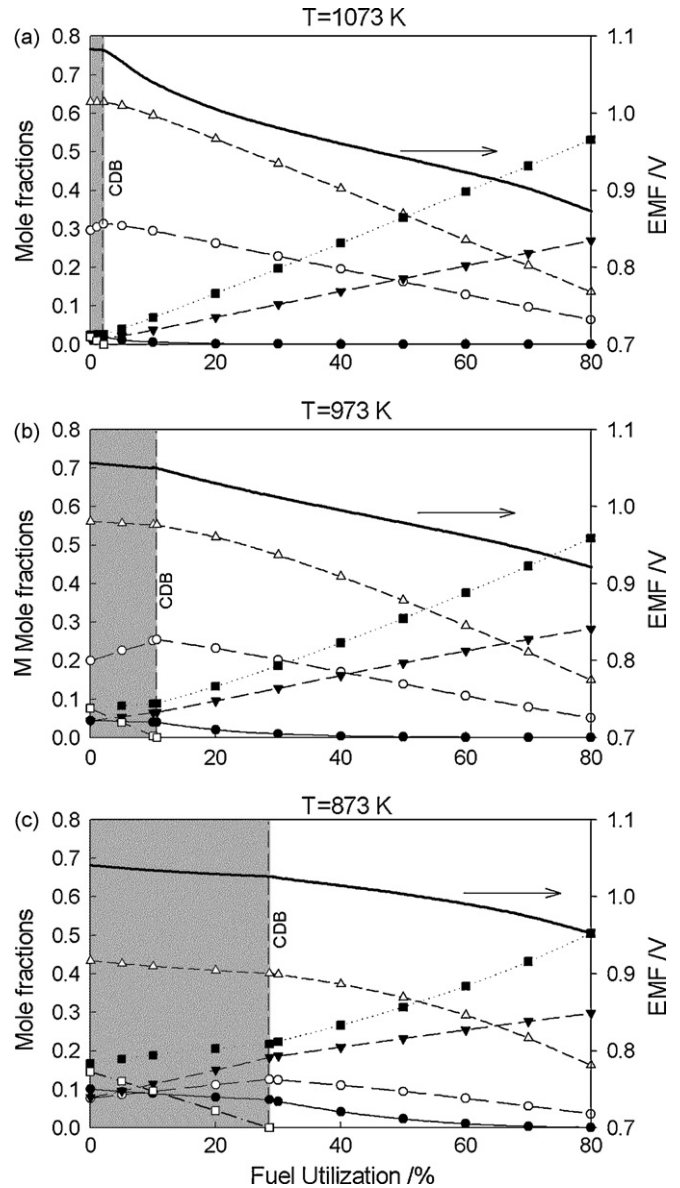 T=1073 K
(a)
0.8
0.7
0.6
0.5
0.4
0.3
0.2
0.1
0.0
Mole fractions
CDB
1.1
1.0
0.9
0.8
0.7
EMF /V
0 20 40 60 80
T=973 K
(b)
0.8
0.7
0.6
0.5
0.4
0.3
0.2
0.1
0.0
M Mole fractions
CDB
1.1
1.0
0.9
0.8
0.7
EMF /V
0 20 40 60 80
T=873 K
(c)
0.8
0.7
0.6
0.5
0.4
0.3
0.2
0.1
0.0
Mole fractions
CDB
1.1
1.0
0.9
0.8
0.7
EMF /V
0 20 40 60 80
Fuel Utilization /%